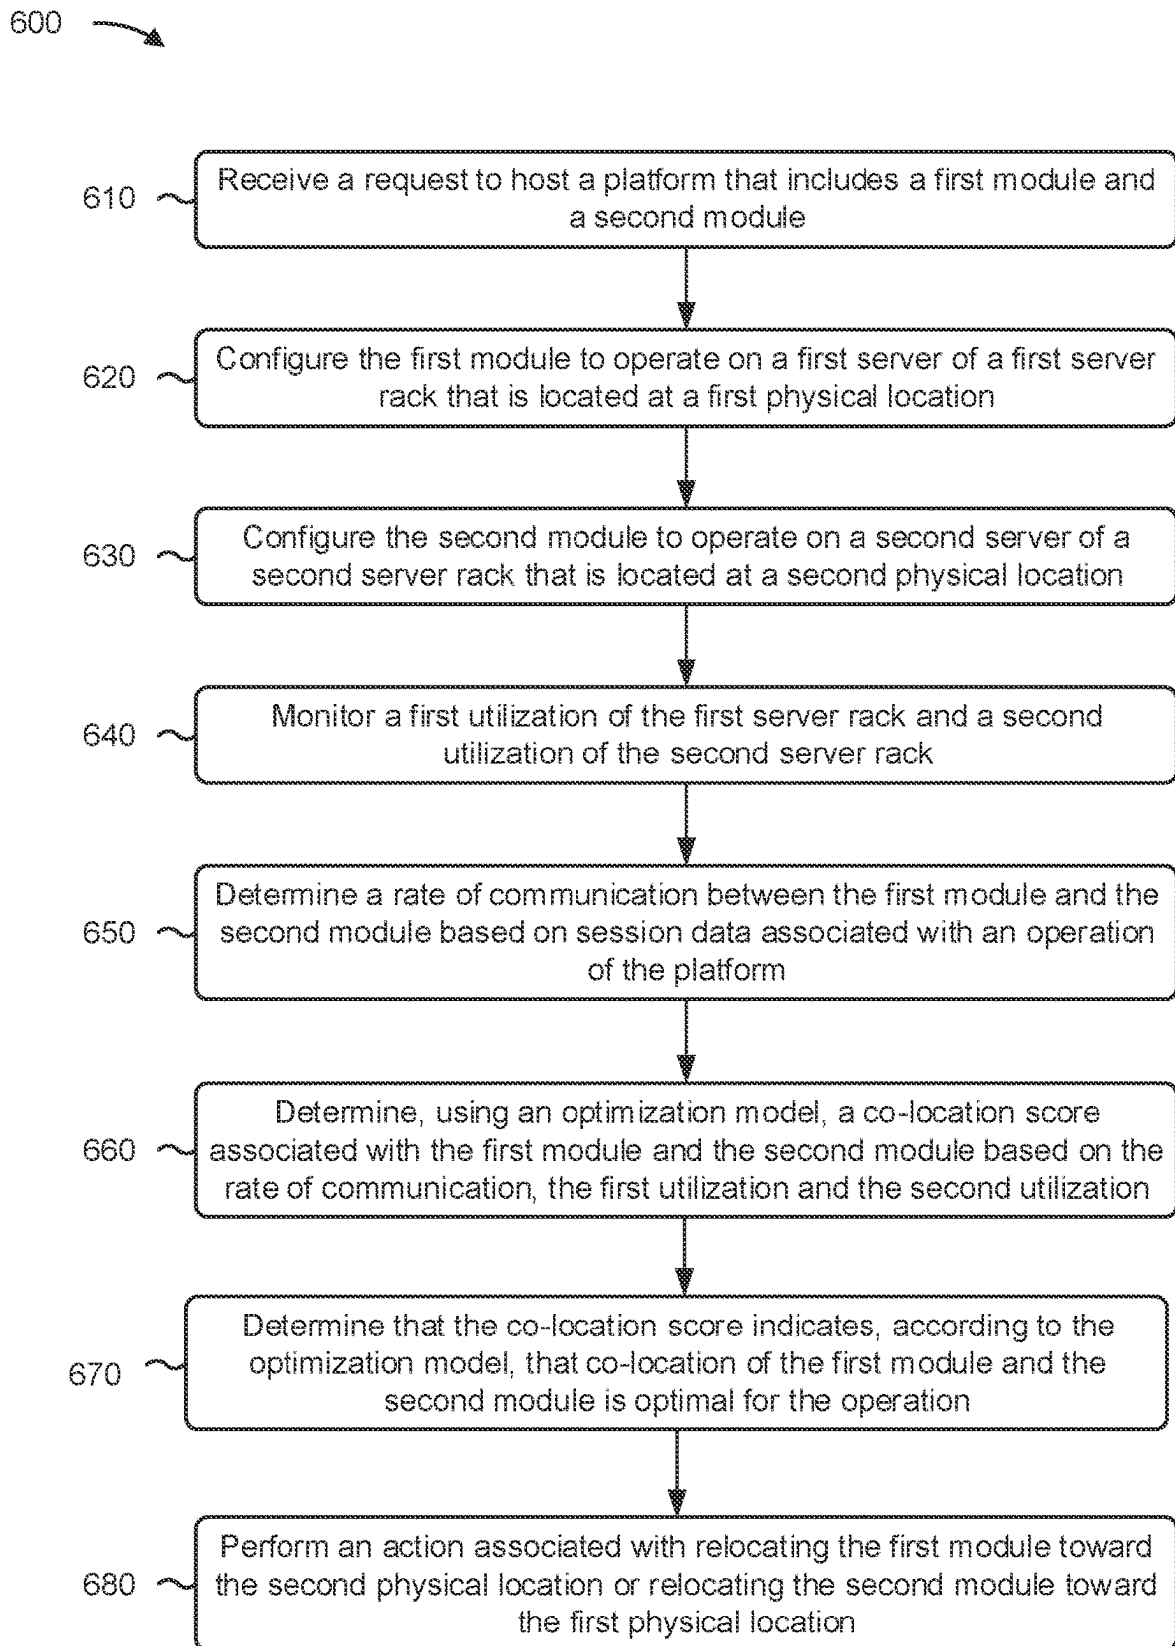 600
610
Receive a request to host a platform that includes a first module and
a second module
620
Configure the first module to operate on a first server of a first server
rack that is located at a first physical location
630
Configure the second module to operate on a second server of a
second server rack that is located at a second physical location
640
Monitor a first utilization of the first server rack and a second
utilization of the second server rack
650
Determine a rate of communication between the first module and the
second module based on session data associated with an operation
of the platform
660
Determine, using an optimization model, a co-location score
associated with the first module and the second module based on the
rate of communication, the first utilization and the second utilization
670
Determine that the co-location score indicates, according to the
optimization model, that co-location of the first module and the
second module is optimal for the operation
680
Perform an action associated with relocating the first module toward
the second physical location or relocating the second module toward
the first physical location